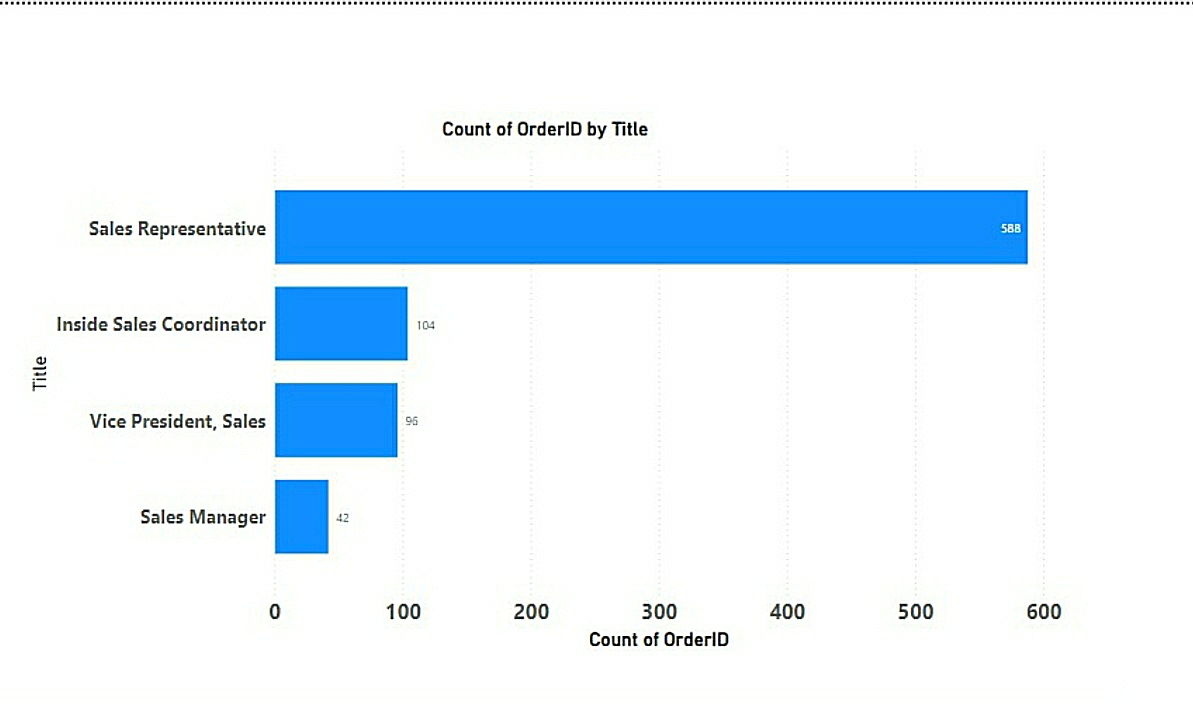 Count of OrderID by Title
Sales Representative
588
Inside Sales Coordinator
104
Title
Vice President, Sales
96
Sales Manager
42
0 100 200 300 400 500 600
Count of OrderID